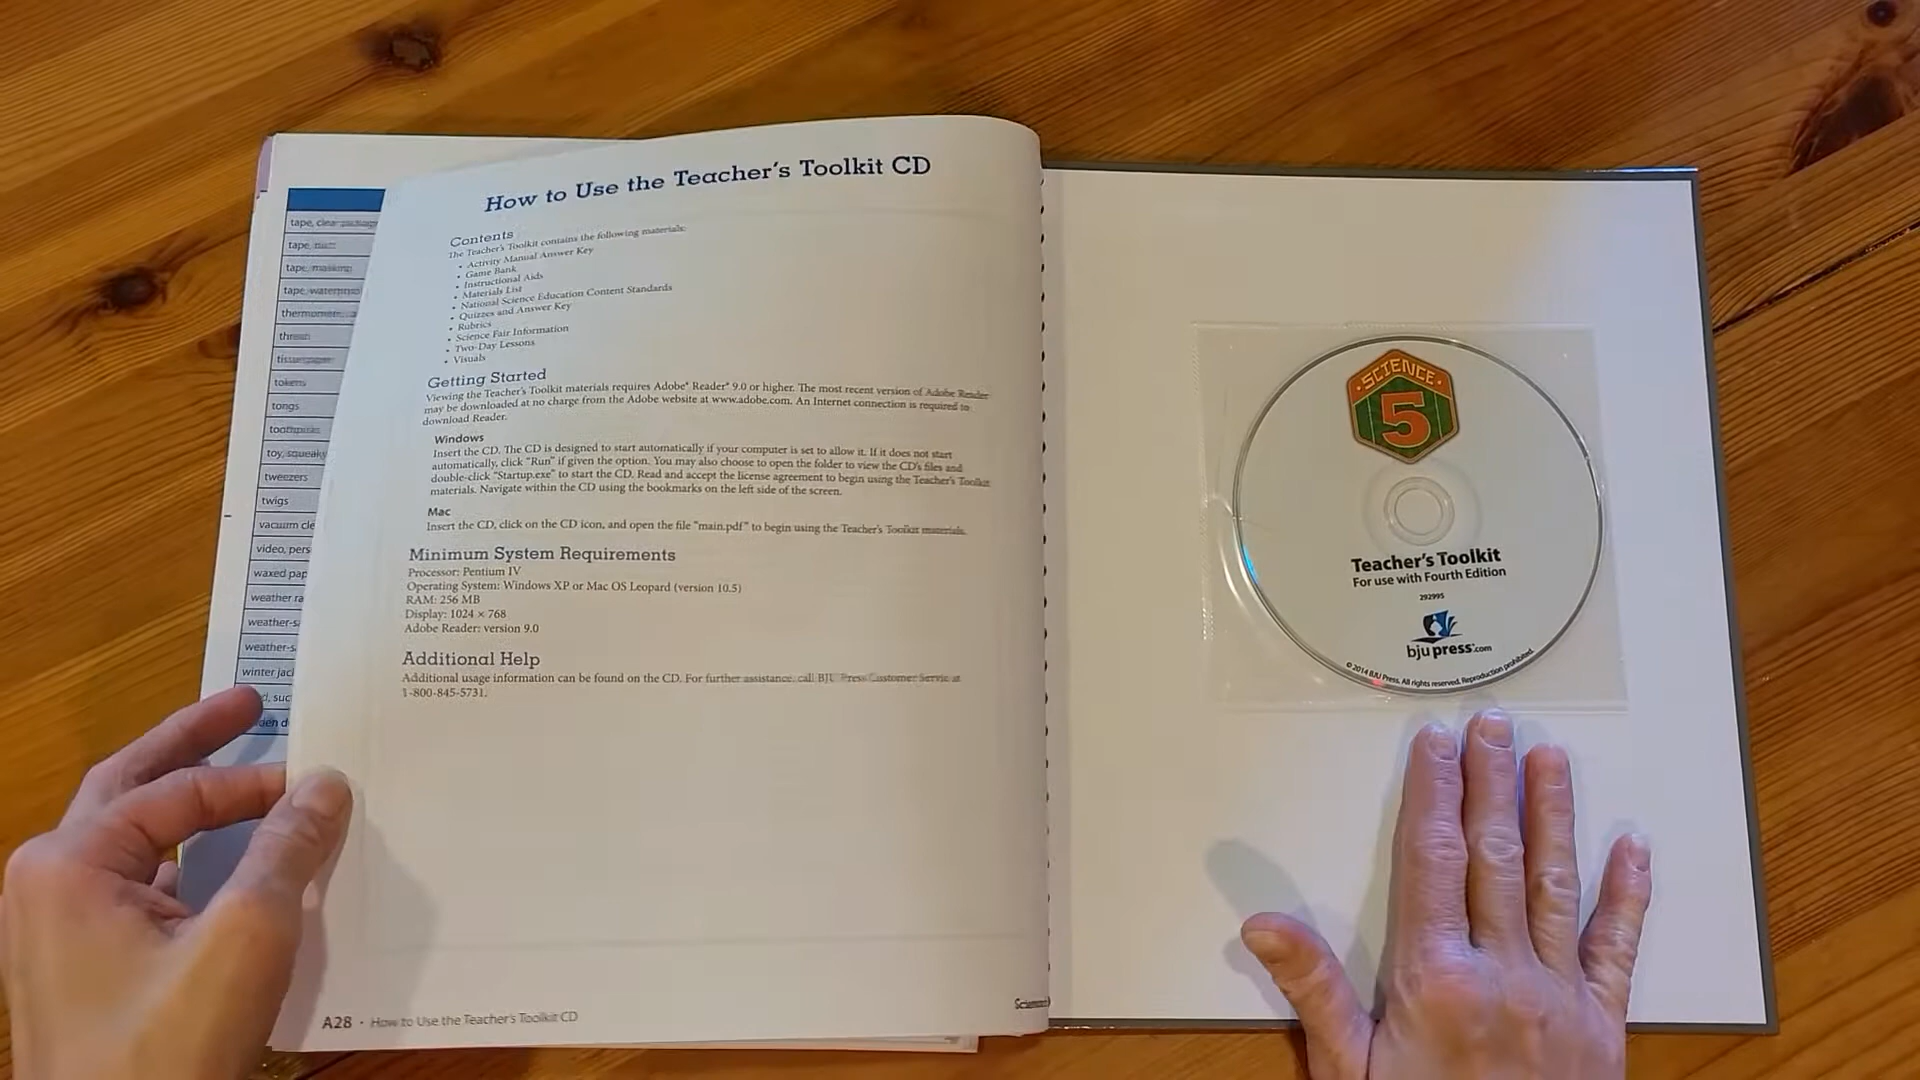 tape,
tape,
tape,
tape,
tokens
tongs
toothpicks
toy, squeaky
tweezers
twigs
vacuum cle
video, pers
waxed pap
weather ra
weather-s
weather-s
winter jac
d, suc
en d
How to Use the Teacher's Toolkit CD
Contents
The Teacher's Toolkit contains the following materials:
• Activity Manual Answer Key
• Game Bank
• Instructional Aids
• Materials List
• National Science Education Content Standards
• Quizzes and Answer Key
• Rubrics
• Science Fair Information
• Two-Day Lessons
• Visuals
Getting Started
Viewing the Teacher's Toolkit materials requires Adobe® Reader® 9.0 or higher. The most recent version of Adobe Reader
may be downloaded at no charge from the Adobe website at www.adobe.com. An Internet connection is required to
download Reader.
Windows
Insert the CD. The CD is designed to start automatically if your computer is set to allow it. If it does not start
automatically, click "Run" if given the option. You may also choose to open the folder to view the CD's files and
double-click "Startup.exe" to start the CD. Read and accept the license agreement to begin using the Teacher's Toolkit
materials. Navigate within the CD using the bookmarks on the left side of the screen.
Mac
Insert the CD, click on the CD icon, and open the file "main.pdf" to begin using the Teacher's Toolkit materials.
Minimum System Requirements
Processor: Pentium IV
Operating System: Windows XP or Mac OS Leopard (version 10.5)
RAM: 256 MB
Display: 1024 × 768
Adobe Reader: version 9.0
Additional Help
Additional usage information can be found on the CD. For further assistance, call BJU Press Customer Service at
1-800-845-5731.
A28 • How to Use the Teacher's Toolkit CD
SCIENCE
5
Teacher's Toolkit
For use with Fourth Edition
292995
bju press.com
© 2014 BJU Press. All rights reserved. Reproduction prohibited.